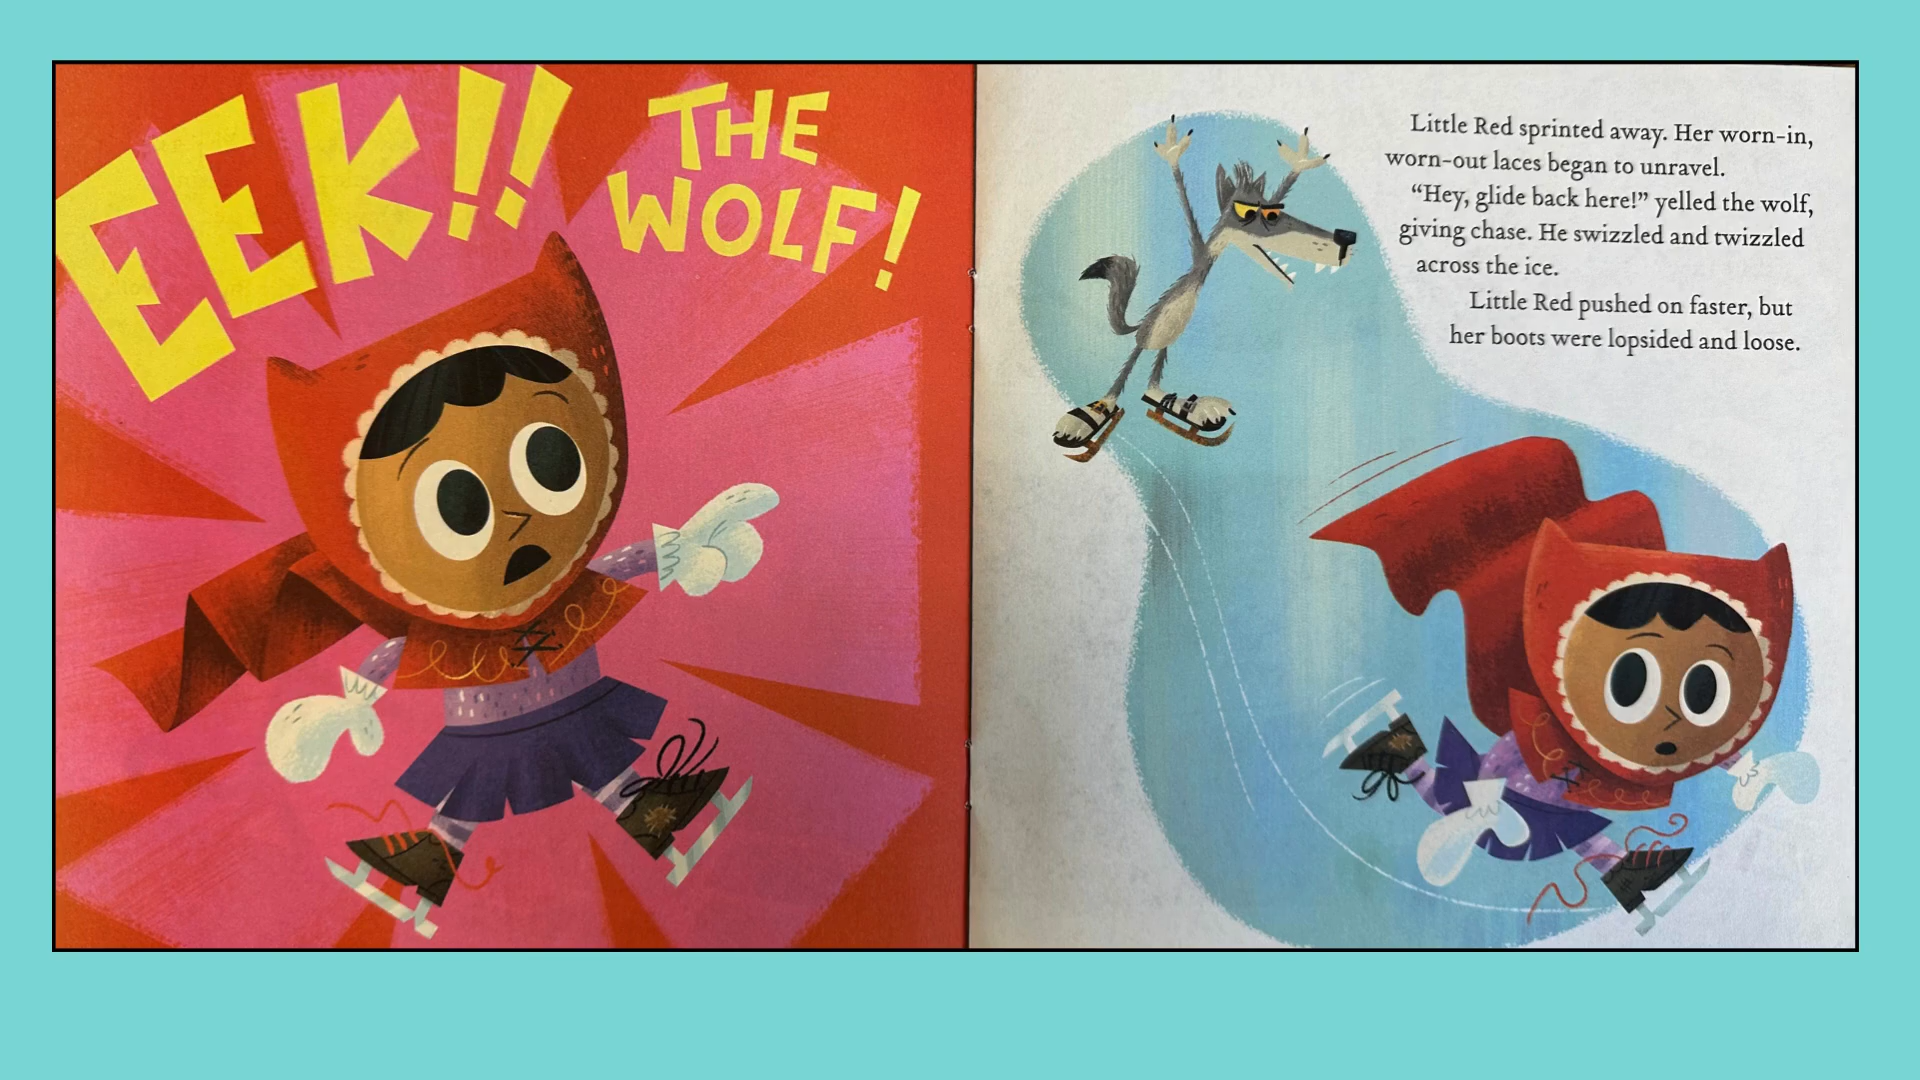 EEK!!
THE
WOLF!
Little Red sprinted away. Her worn-in,
worn-out laces began to unravel.
“Hey, glide back here!” yelled the wolf,
giving chase. He swizzled and twizzled
across the ice.
Little Red pushed on faster, but
her boots were lopsided and loose.